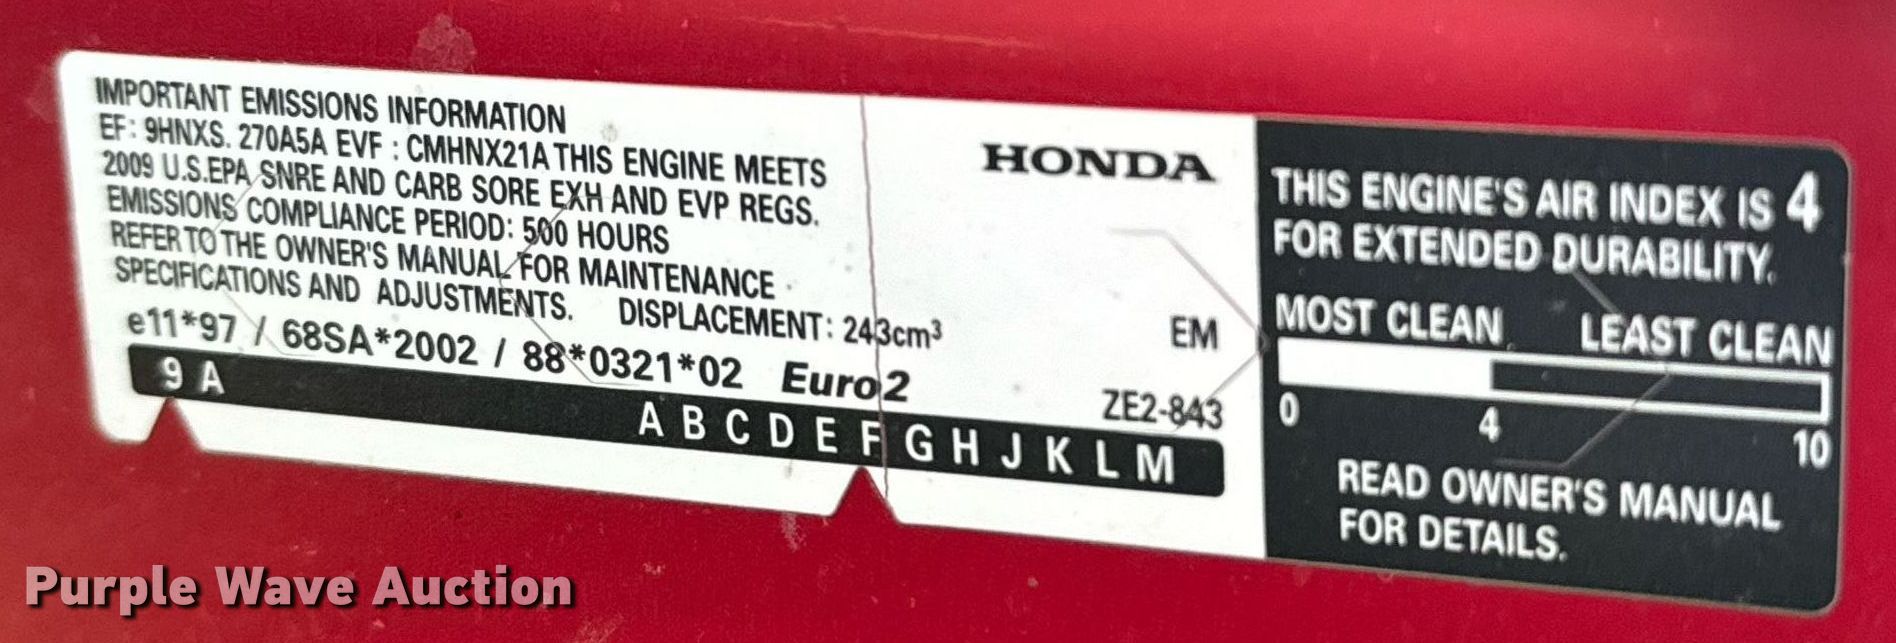 IMPORTANT EMISSIONS INFORMATION
EF: 9HNXS. 270A5A EVF : CMHNX21A THIS ENGINE MEETS
2009 U.S.EPA SNRE AND CARB SORE EXH AND EVP REGS.
EMISSIONS COMPLIANCE PERIOD: 500 HOURS
REFER TO THE OWNER'S MANUAL FOR MAINTENANCE
SPECIFICATIONS AND ADJUSTMENTS. DISPLACEMENT: 243cm³
e11*97 / 68SA*2002 / 88*0321*02 Euro2
9 A
A B C D E F G H J K L M
HONDA
EM
ZE2-843
THIS ENGINE'S AIR INDEX IS 4
FOR EXTENDED DURABILITY.
MOST CLEAN LEAST CLEAN
0 4 10
READ OWNER'S MANUAL
FOR DETAILS.
Purple Wave Auction